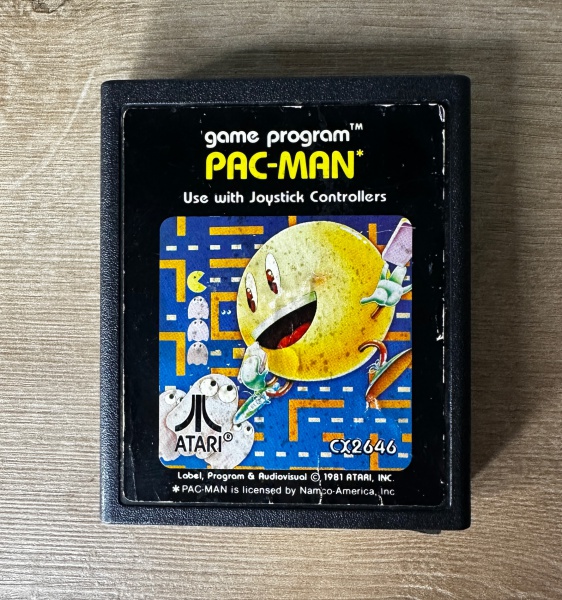 game program™
PAC-MAN*
Use with Joystick Controllers
ATARI®
CX2646
Label, Program & Audiovisual © 1981 ATARI, INC.
* PAC-MAN is licensed by Namco-America, Inc